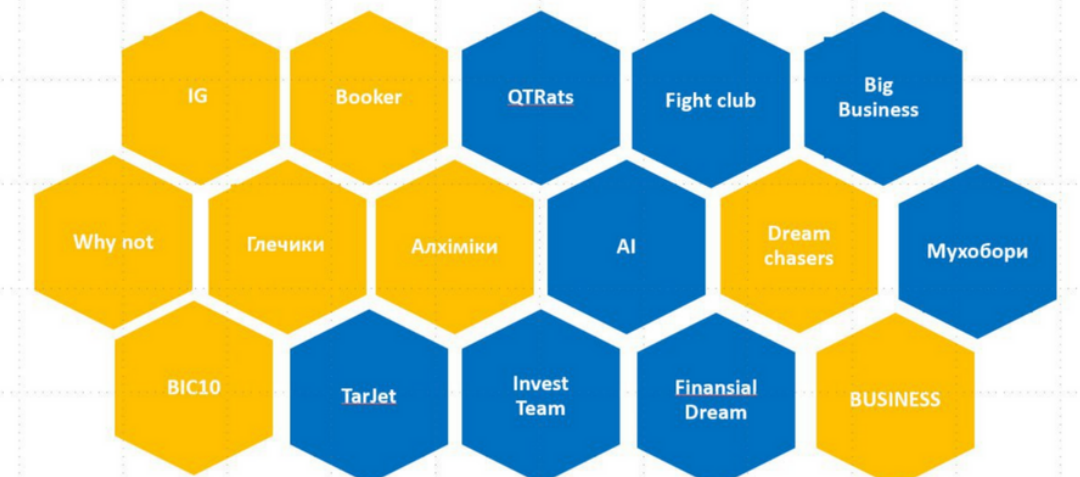 IG
Booker
QTRats
Fight club
Big
Business
Why not
Глечики
Алхіміки
AI
Dream
chasers
Мухобори
BIC10
TarJet
Invest
Team
Finansial
Dream
BUSINESS